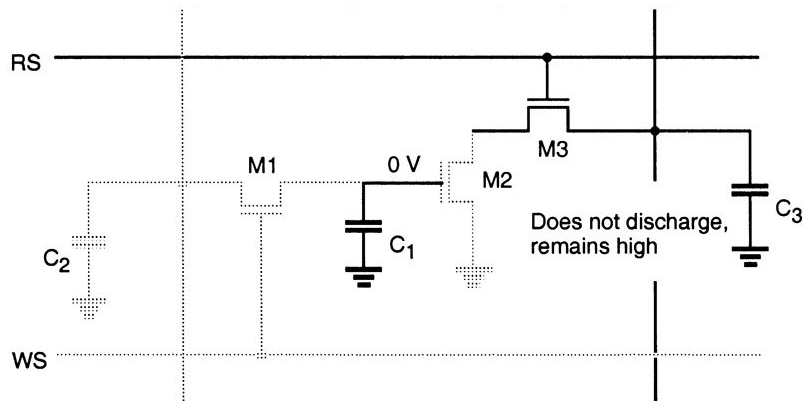 RS
M3
M1
0 V
M2
Does not discharge,
remains high
C3
C1
C2
WS